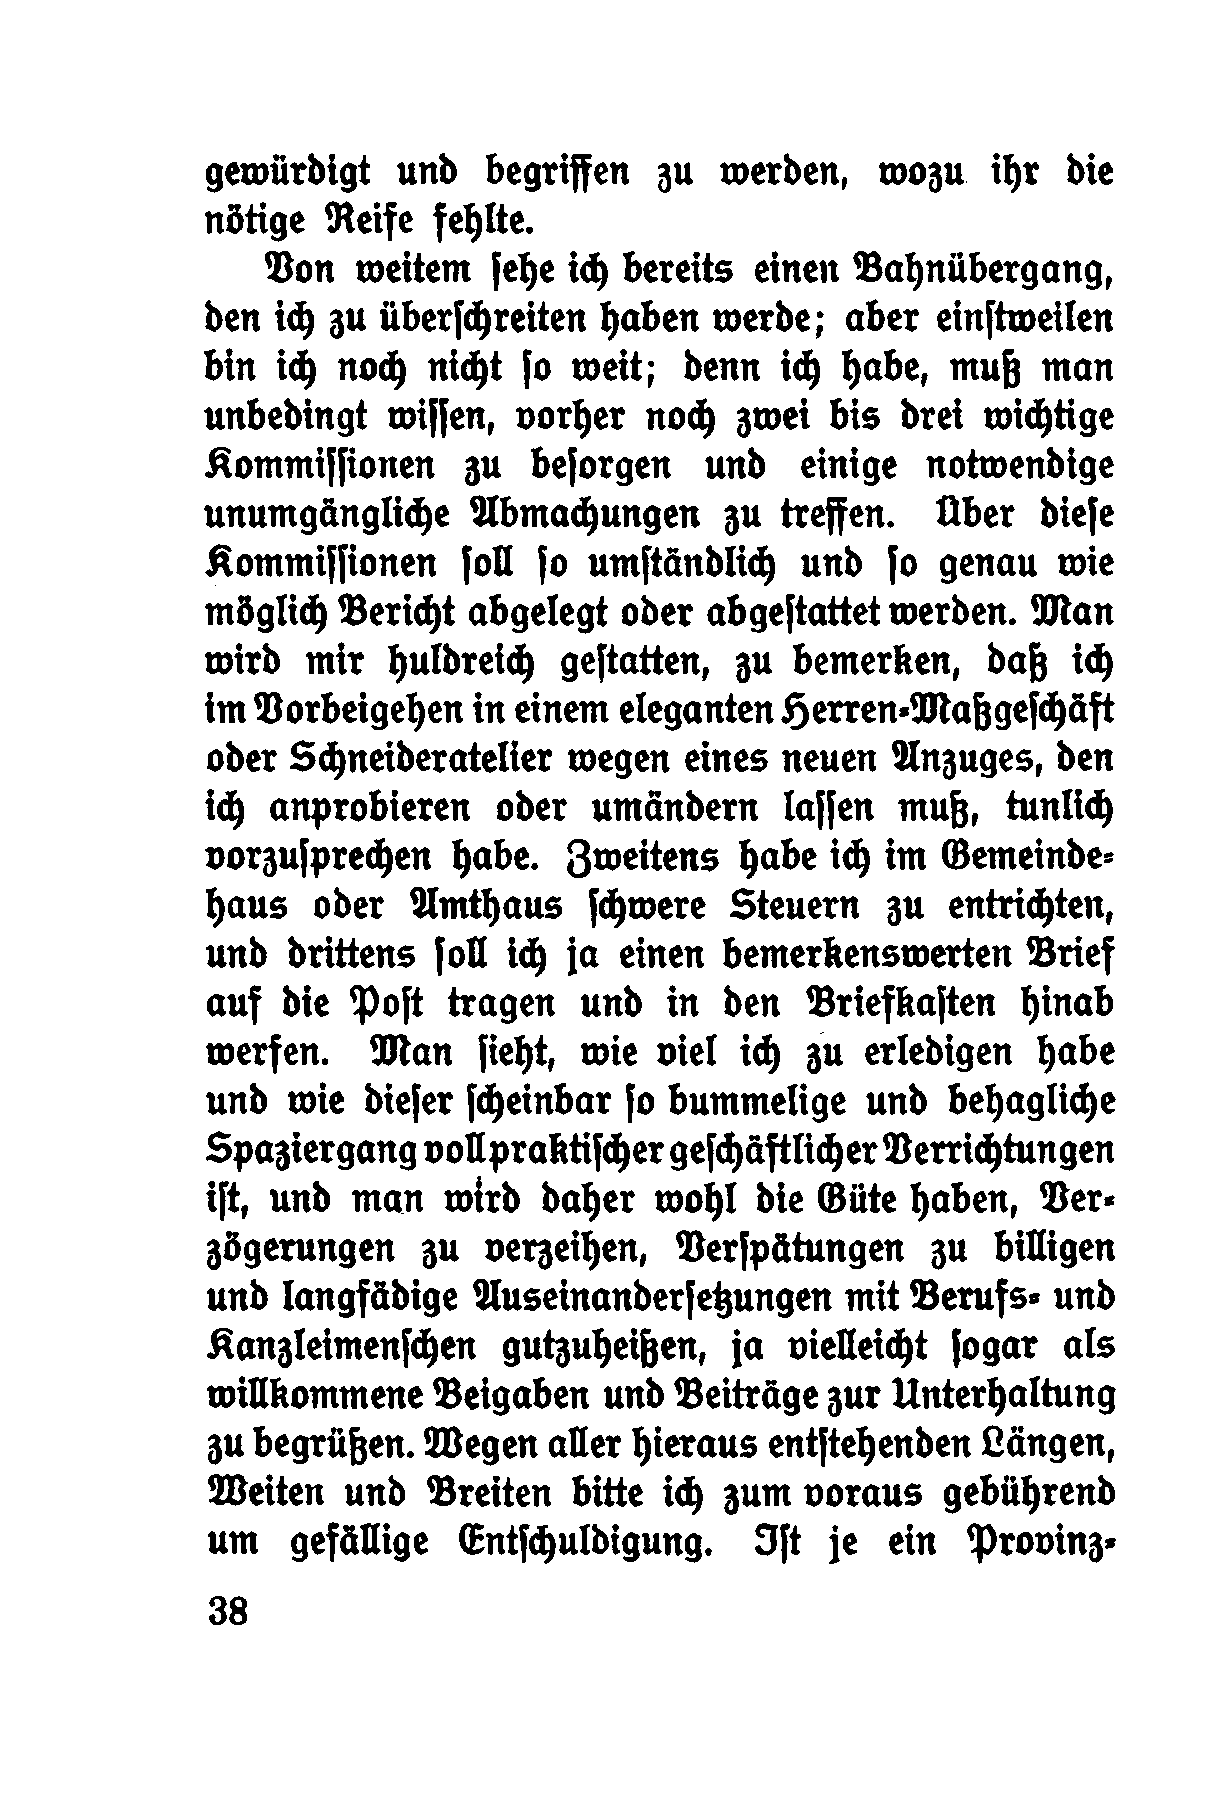 gewürdigt und begriffen zu werden, wozu ihr die
nötige Reife fehlte.
Von weitem sehe ich bereits einen Bahnübergang,
den ich zu überschreiten haben werde; aber einstweilen
bin ich noch nicht so weit; denn ich habe, muß man
unbedingt wissen, vorher noch zwei bis drei wichtige
Kommissionen zu besorgen und einige notwendige
unumgängliche Abmachungen zu treffen. Über diese
Kommissionen soll so umständlich und so genau wie
möglich Bericht abgelegt oder abgestattet werden. Man
wird mir huldreich gestatten, zu bemerken, daß ich
im Vorbeigehen in einem eleganten Herren-Maßgeschäft
oder Schneideratelier wegen eines neuen Anzuges, den
ich anprobieren oder umändern lassen muß, tunlich
vorzusprechen habe. Zweitens habe ich im Gemeinde-
haus oder Amthaus schwere Steuern zu entrichten,
und drittens soll ich ja einen bemerkenswerten Brief
auf die Post tragen und in den Briefkasten hinab
werfen. Man sieht, wie viel ich zu erledigen habe
und wie dieser scheinbar so bummelige und behagliche
Spaziergang voll praktischer geschäftlicher Verrichtungen
ist, und man wird daher wohl die Güte haben, Ver-
zögerungen zu verzeihen, Verspätungen zu billigen
und langfädige Auseinandersetzungen mit Berufs- und
Kanzleimenschen gutzuheißen, ja vielleicht sogar als
willkommene Beigaben und Beiträge zur Unterhaltung
zu begrüßen. Wegen aller hieraus entstehenden Längen,
Weiten und Breiten bitte ich zum voraus gebührend
um gefällige Entschuldigung. Ist je ein Provinz-
38